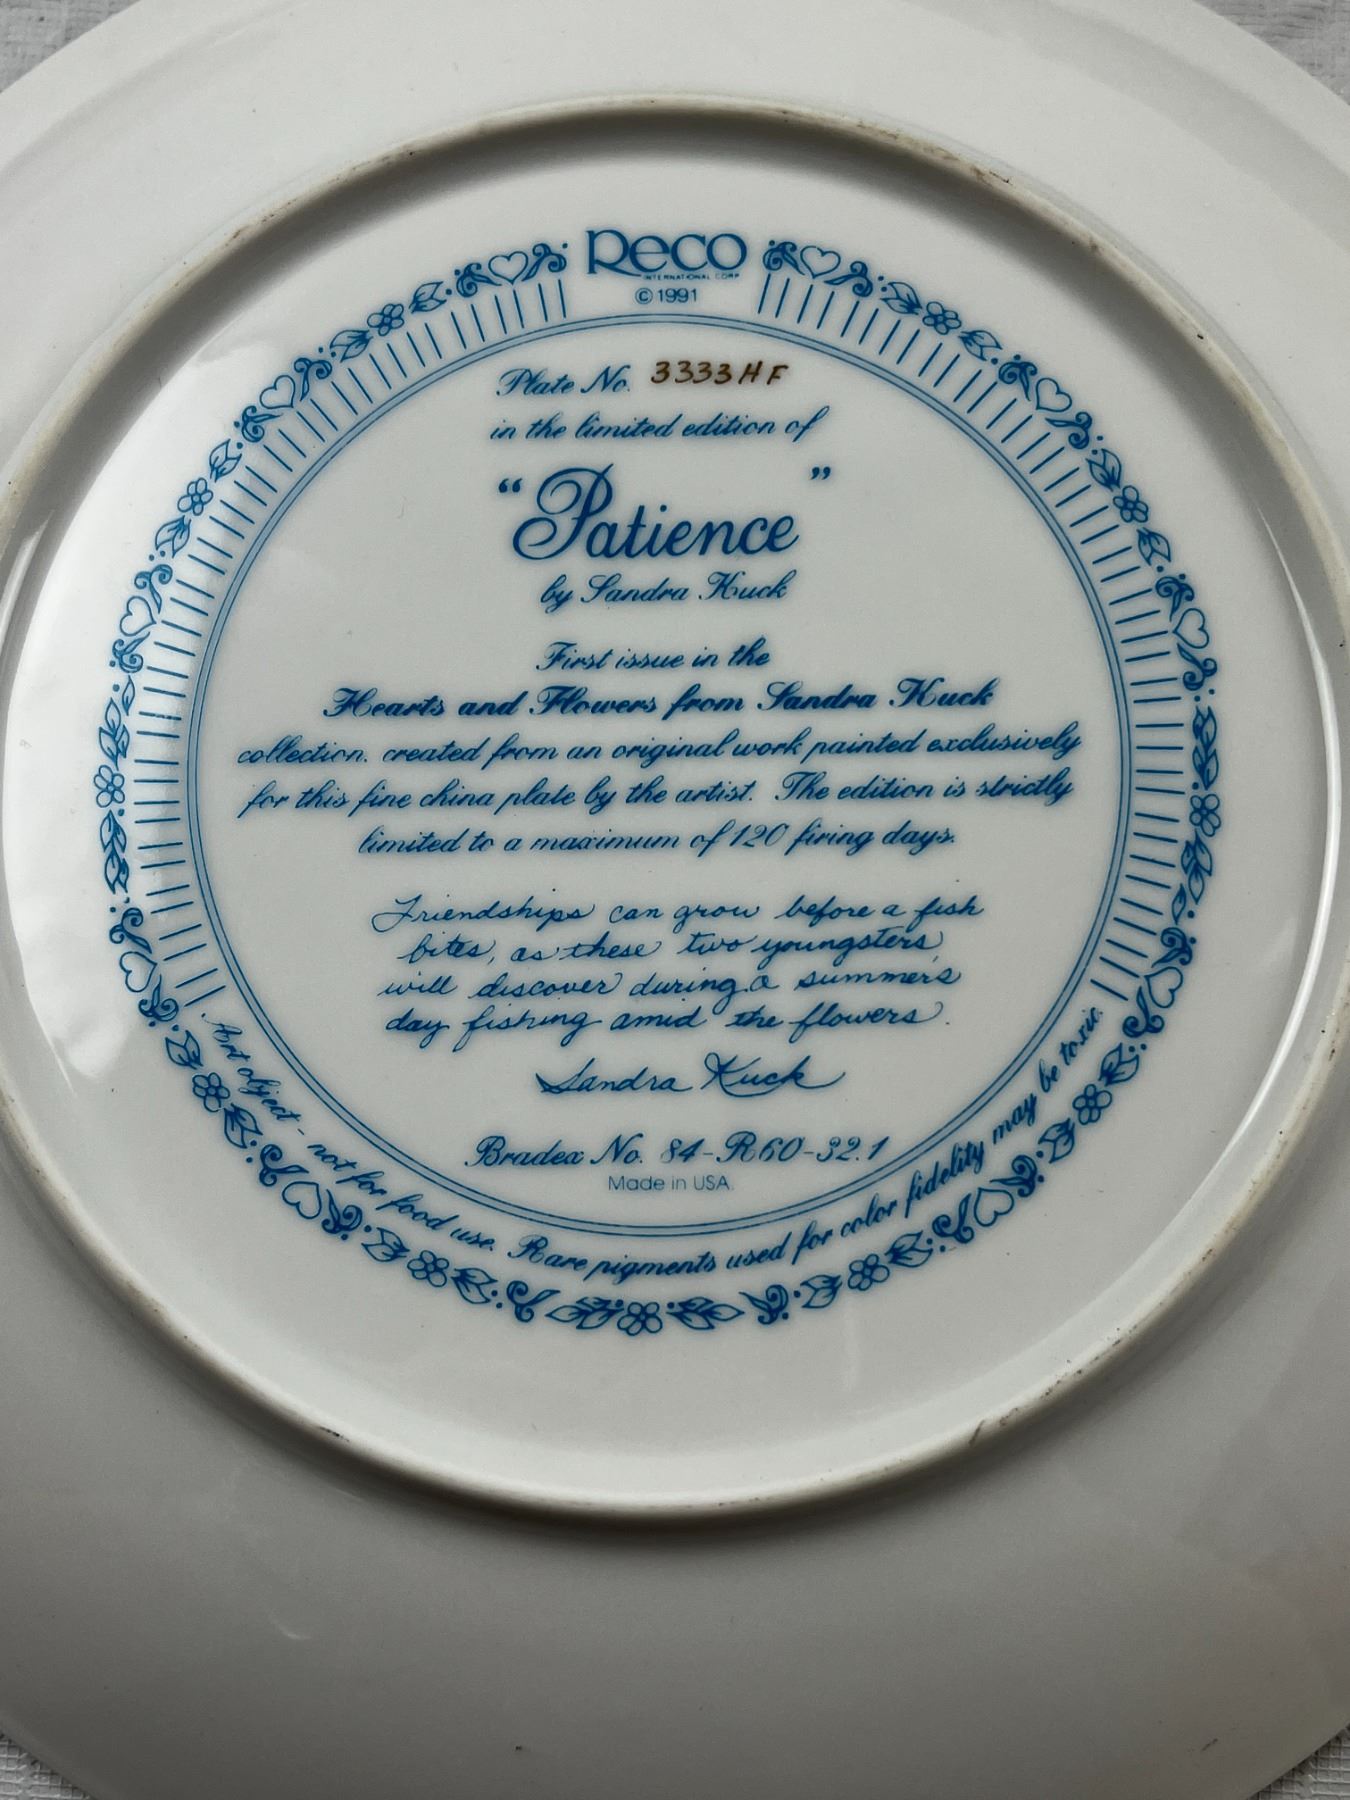 Reco
INTERNATIONAL CORP
© 1991
Plate No. 3333HF
in the limited edition of
“Patience”
by Sandra Kuck
First issue in the
Hearts and Flowers from Sandra Kuck
collection, created from an original work painted exclusively
for this fine china plate by the artist. The edition is strictly
limited to a maximum of 120 firing days.
Friendships can grow before a fish
bites, as these two youngsters
will discover during a summer's
day fishing amid the flowers.
Sandra Kuck
Bradex No. 84-R60-32.1
Made in USA.
Art object - not for food use. Rare pigments used for color fidelity may be toxic.